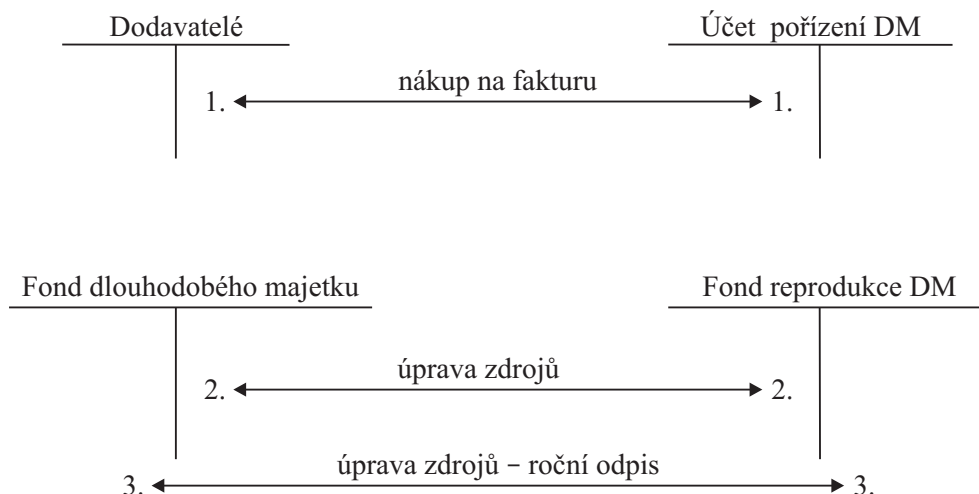 Dodavatelé Účet pořízení DM
nákup na fakturu
1. 1.
Fond dlouhodobého majetku Fond reprodukce DM
úprava zdrojů
2. 2.
úprava zdrojů – roční odpis
3. 3.